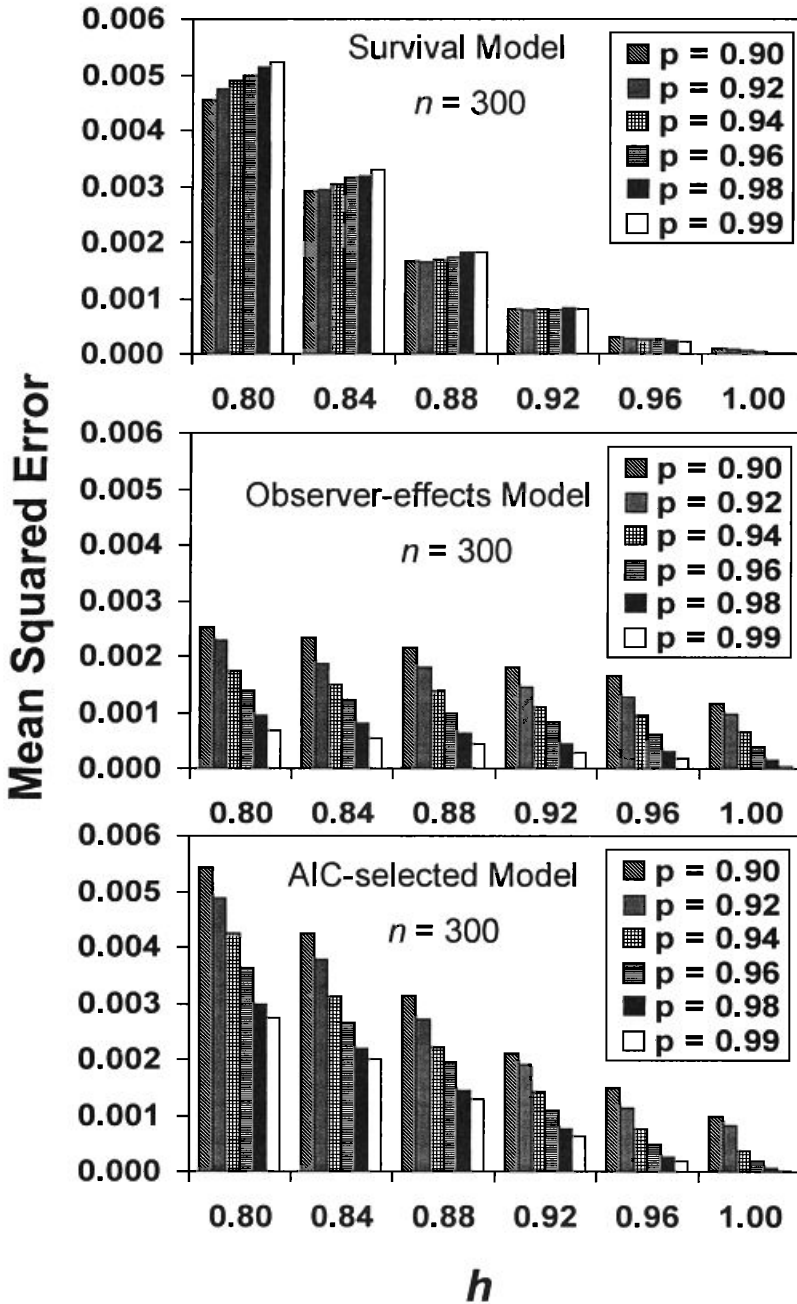 Mean Squared Error
0.006
0.005
0.004
0.003
0.002
0.001
0.000
Survival Model
n = 300
p = 0.90
p = 0.92
p = 0.94
p = 0.96
p = 0.98
p = 0.99
0.80 0.84 0.88 0.92 0.96 1.00
0.006
0.005
0.004
0.003
0.002
0.001
0.000
Observer-effects Model
n = 300
p = 0.90
p = 0.92
p = 0.94
p = 0.96
p = 0.98
p = 0.99
0.80 0.84 0.88 0.92 0.96 1.00
0.006
0.005
0.004
0.003
0.002
0.001
0.000
AIC-selected Model
n = 300
p = 0.90
p = 0.92
p = 0.94
p = 0.96
p = 0.98
p = 0.99
0.80 0.84 0.88 0.92 0.96 1.00
h